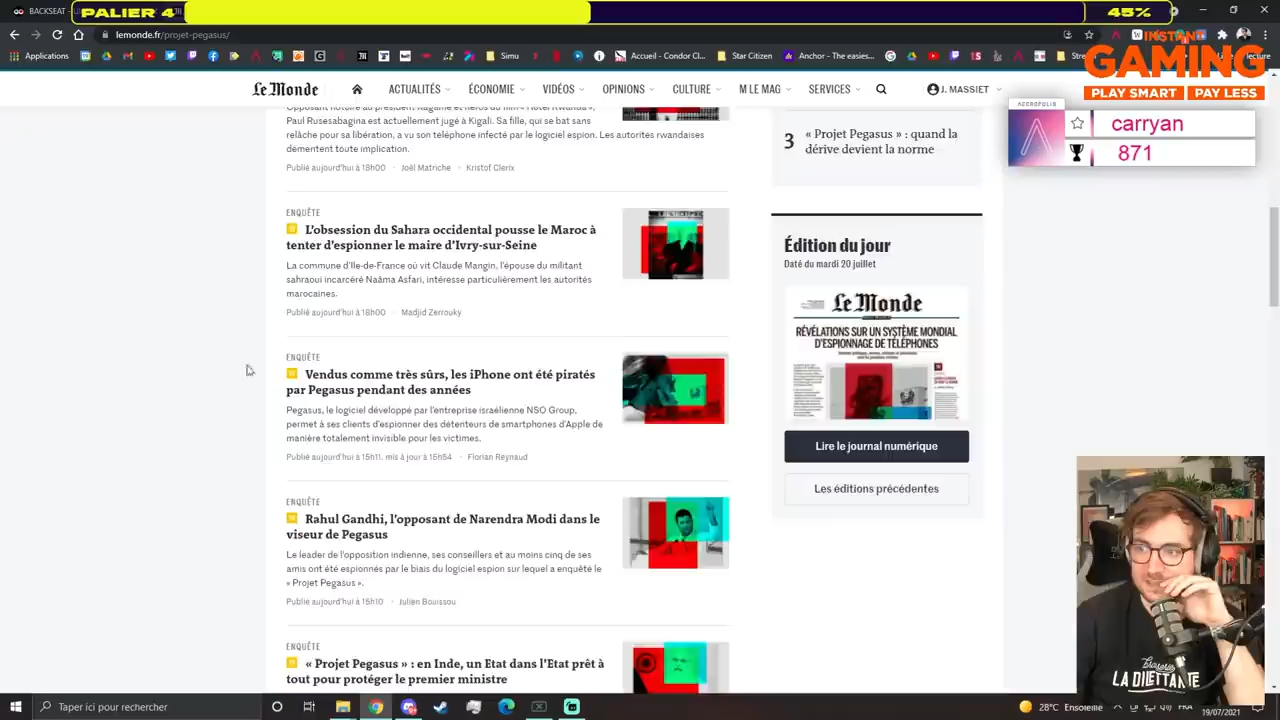 BACKSEAT - 
PALIER 4
45%
lemonde.fr/projet-pegasus/
Applications
Simu
Accueil - Condor Cl...
Star Citizen
Anchor - The easies...
INSTANT
GAMING
PLAY SMART
PAY LESS
Le Monde
ACTUALITÉS
ÉCONOMIE
VIDÉOS
OPINIONS
CULTURE
M LE MAG
SERVICES
J. MASSIET
ACCROPOLIS
carryan
871
Paul Rusesabagina est actuellement jugé à Kigali. Sa fille, qui se bat sans
relâche pour sa libération, a vu son téléphone infecté par le logiciel espion. Les autorités rwandaises
démentent toute implication.
Publié aujourd'hui à 18h00 · Joël Matriche · Kristof Clerix
ENQUÊTE
L'obsession du Sahara occidental pousse le Maroc à
tenter d'espionner le maire d'Ivry-sur-Seine
La commune d'Ile-de-France où vit Claude Mangin, l'épouse du militant
sahraoui incarcéré Naâma Asfari, intéresse particulièrement les autorités
marocaines.
Publié aujourd'hui à 18h00 · Madjid Zerrouky
ENQUÊTE
Vendus comme très sûrs, les iPhone ont été piratés
par Pegasus pendant des années
Pegasus, le logiciel développé par l'entreprise israélienne NSO Group,
permet à ses clients d'espionner des détenteurs de smartphones d'Apple de
manière totalement invisible pour les victimes.
Publié aujourd'hui à 15h11, mis à jour à 15h54 · Florian Reynaud
ENQUÊTE
Rahul Gandhi, l'opposant de Narendra Modi dans le
viseur de Pegasus
Le leader de l'opposition indienne, ses conseillers et au moins cinq de ses
amis ont été espionnés par le biais du logiciel espion sur lequel a enquêté le
« Projet Pegasus ».
Publié aujourd'hui à 15h10 · Julien Bouissou
ENQUÊTE
« Projet Pegasus » : en Inde, un Etat dans l'Etat prêt à
tout pour protéger le premier ministre
3
« Projet Pegasus » : quand la
dérive devient la norme
Édition du jour
Daté du mardi 20 juillet
Le Monde
RÉVÉLATIONS SUR UN SYSTÈME MONDIAL
D'ESPIONNAGE DE TÉLÉPHONES
Lire le journal numérique
Les éditions précédentes
LA DILETTANTE
Taper ici pour rechercher
28°C Ensoleillé
FRA
19/07/2021